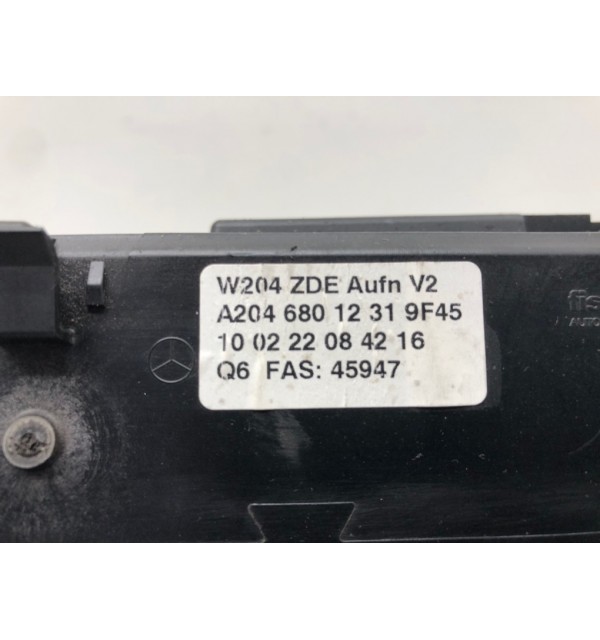 W204 ZDE Aufn V2
A204 680 12 31 9F45
10 02 22 08 42 16
Q6 FAS: 45947